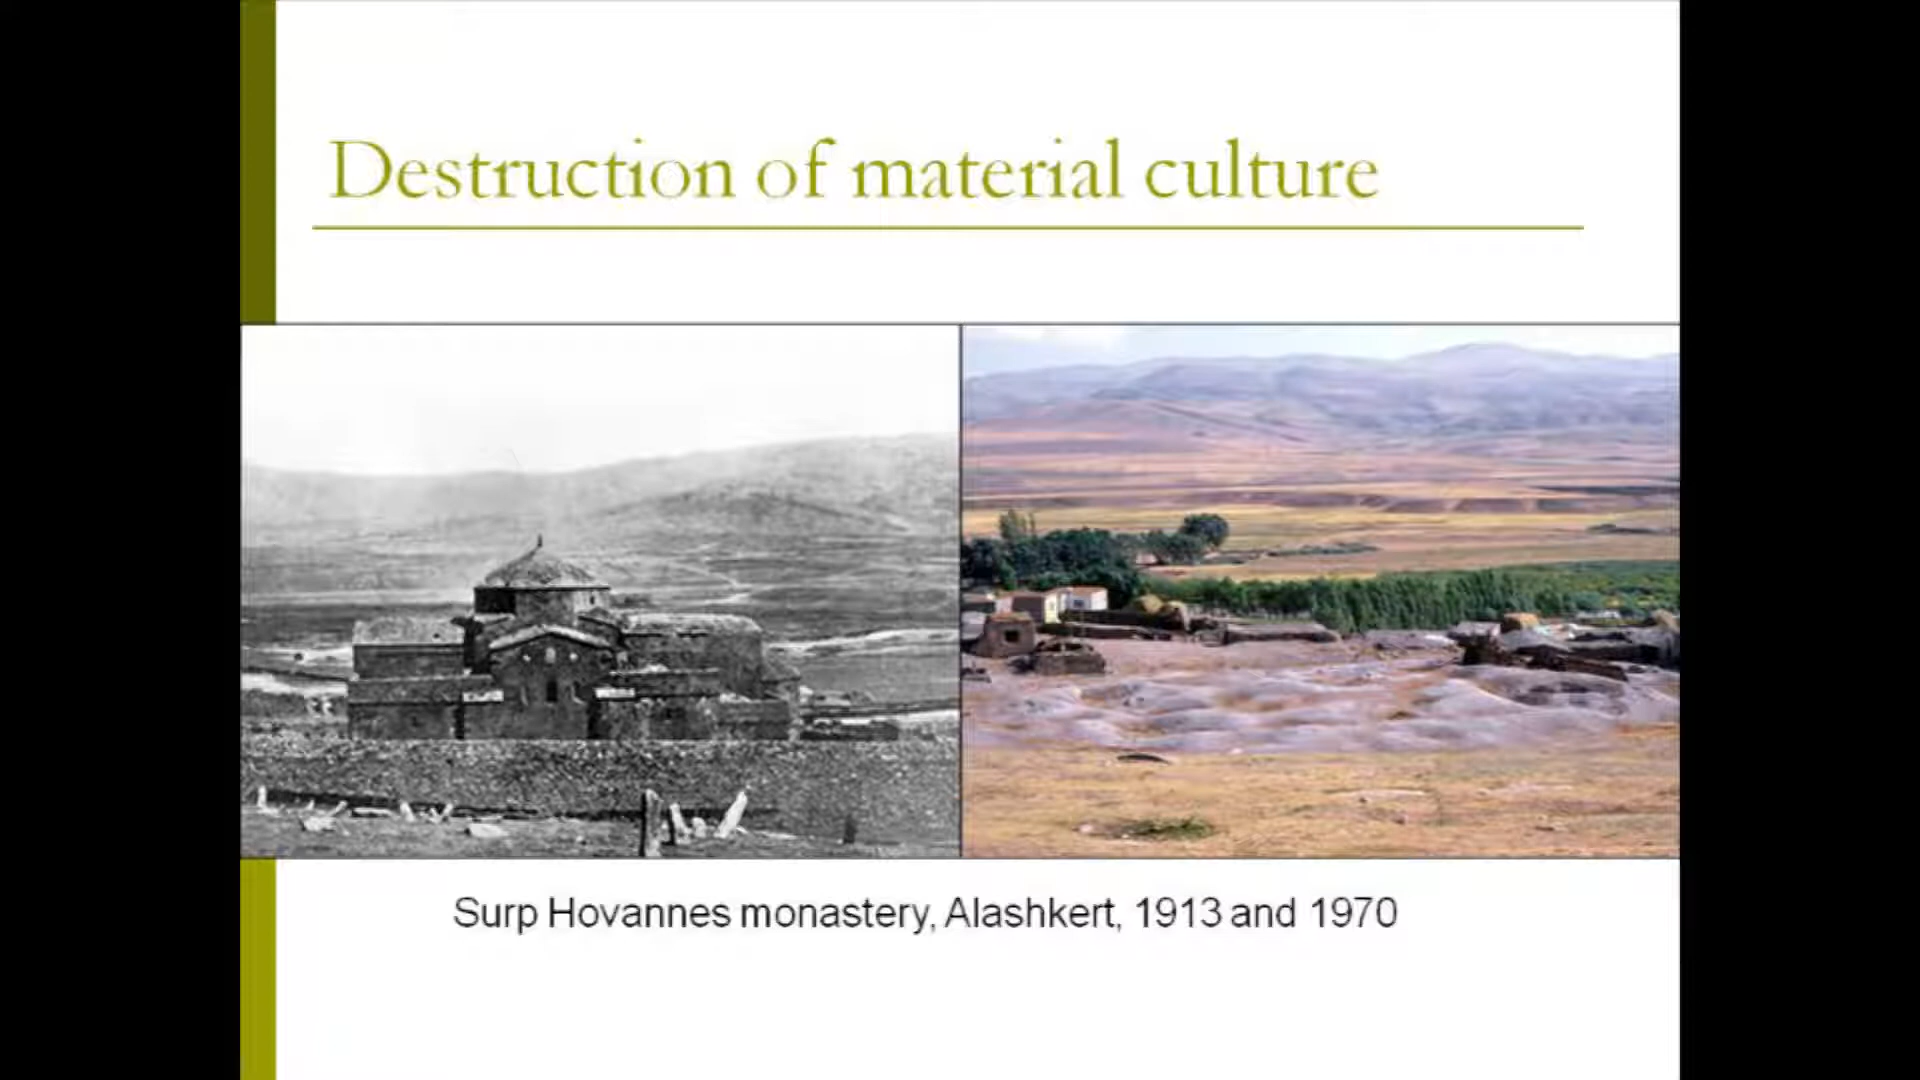 Destruction of material culture
Surp Hovannes monastery, Alashkert, 1913 and 1970